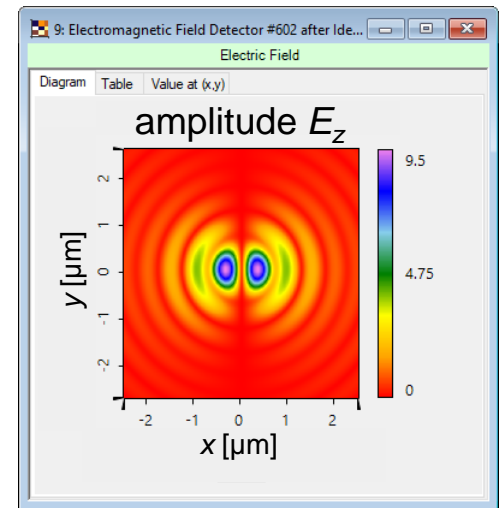 9: Electromagnetic Field Detector #602 after Ide...
Electric Field
Diagram Table Value at (x,y)
amplitude E_z
9.5
4.75
0
y [µm]
2
1
0
-1
-2
-2 -1 0 1 2
x [µm]